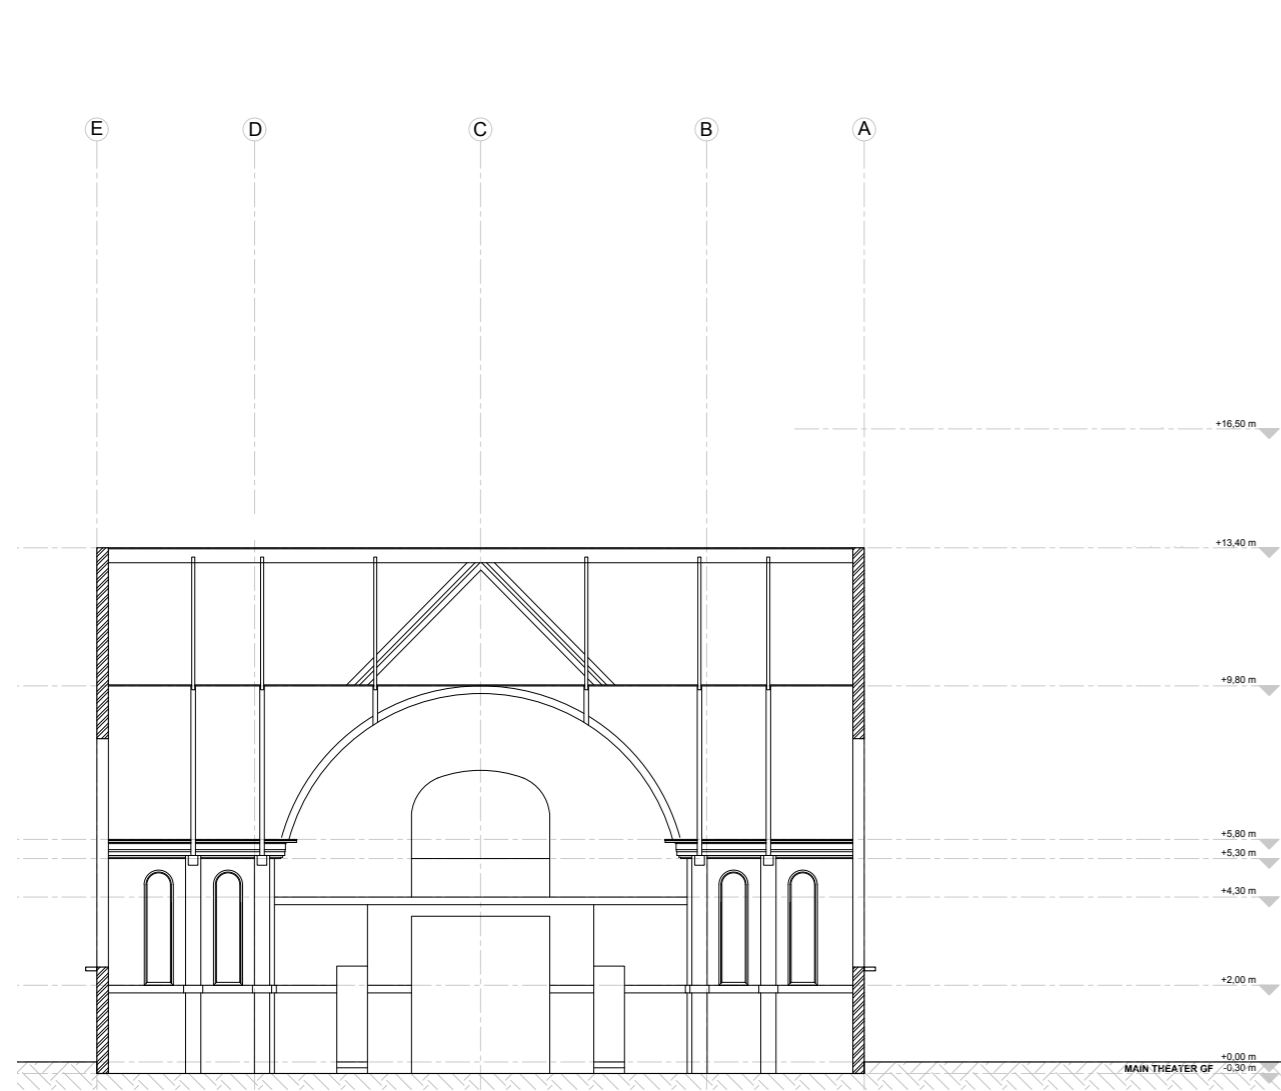 E D C B A
+16,50 m
+13,40 m
+9,80 m
+5,80 m
+5,30 m
+4,30 m
+2,00 m
+0,00 m
MAIN THEATER GF -0,30 m